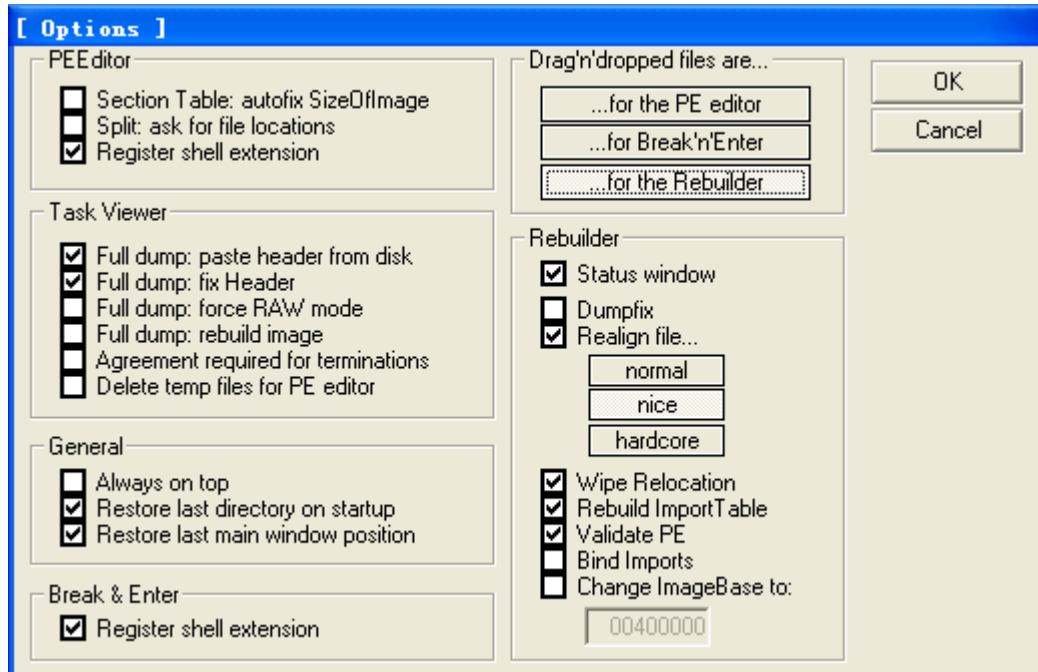 [ Options ]
PEEditor
Section Table: autofix SizeOfImage
Split: ask for file locations
Register shell extension
Task Viewer
Full dump: paste header from disk
Full dump: fix Header
Full dump: force RAW mode
Full dump: rebuild image
Agreement required for terminations
Delete temp files for PE editor
General
Always on top
Restore last directory on startup
Restore last main window position
Break & Enter
Register shell extension
Drag'n'dropped files are...
...for the PE editor
...for Break'n'Enter
...for the Rebuilder
Rebuilder
Status window
Dumpfix
Realign file...
normal
nice
hardcore
Wipe Relocation
Rebuild ImportTable
Validate PE
Bind Imports
Change ImageBase to:
00400000
OK
Cancel